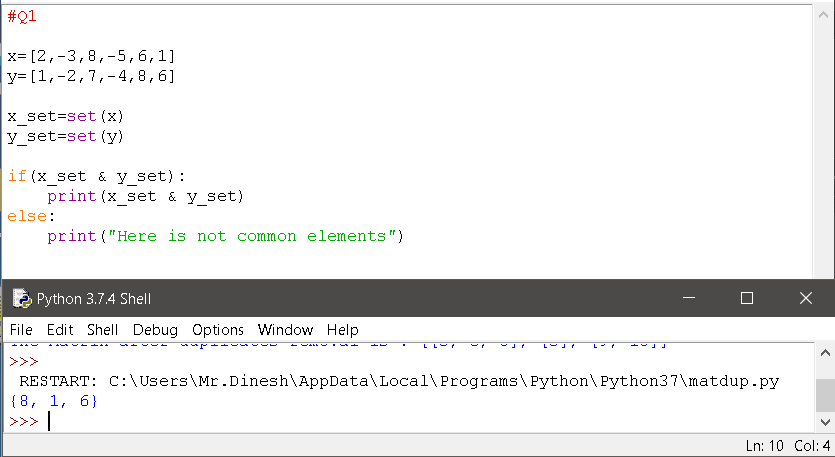 #Q1
x=[2,-3,8,-5,6,1]
y=[1,-2,7,-4,8,6]
x_set=set(x)
y_set=set(y)
if(x_set & y_set):
    print(x_set & y_set)
else:
    print("Here is not common elements")
Python 3.7.4 Shell
File Edit Shell Debug Options Window Help
>>>
 RESTART: C:\Users\Mr.Dinesh\AppData\Local\Programs\Python\Python37\matdup.py
{8, 1, 6}
>>>
Ln: 10 Col: 4